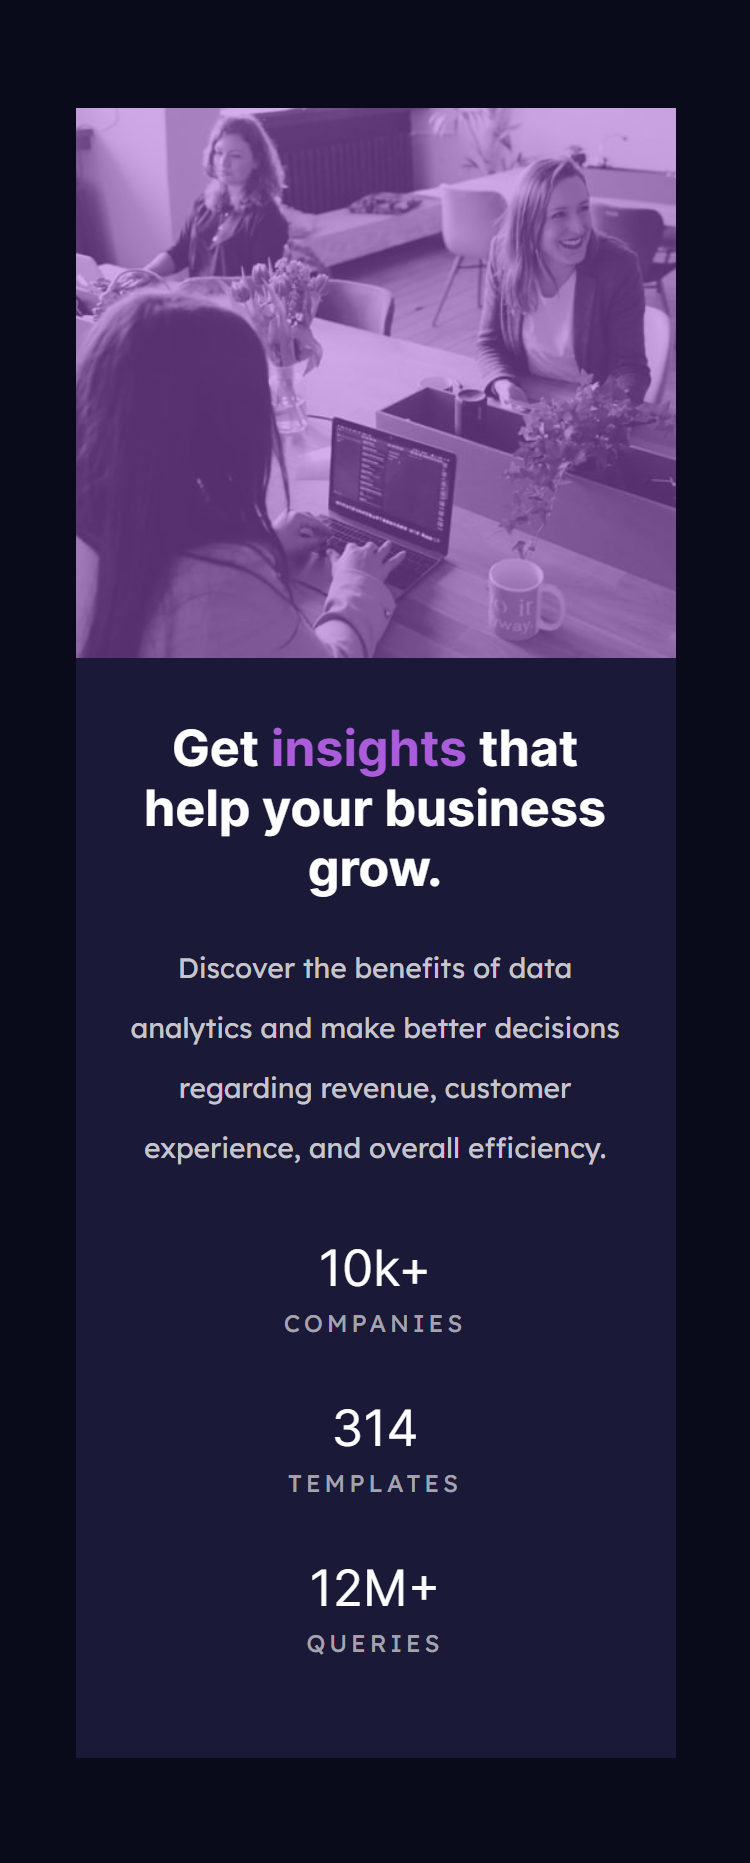 Get insights that
help your business
grow.
Discover the benefits of data
analytics and make better decisions
regarding revenue, customer
experience, and overall efficiency.
10k+
COMPANIES
314
TEMPLATES
12M+
QUERIES